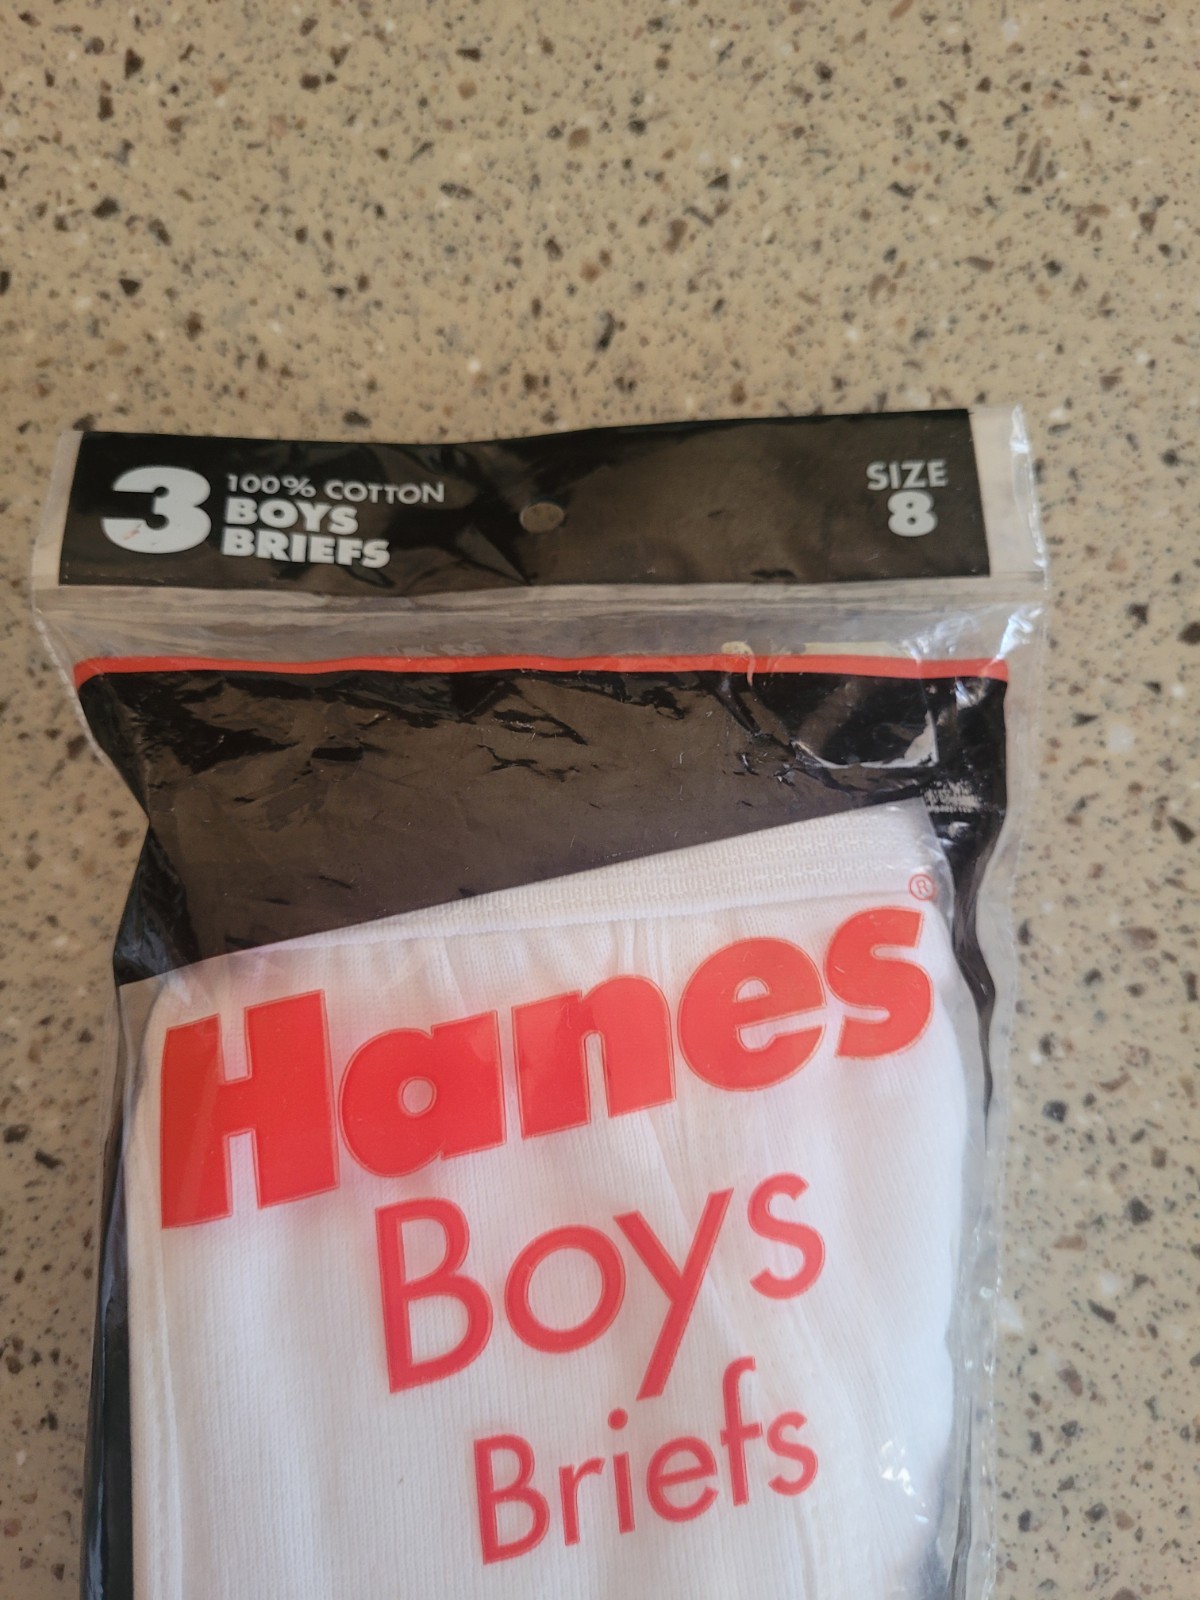 3
100% COTTON
BOYS
BRIEFS
SIZE
8
Hanes®
Boys
Briefs